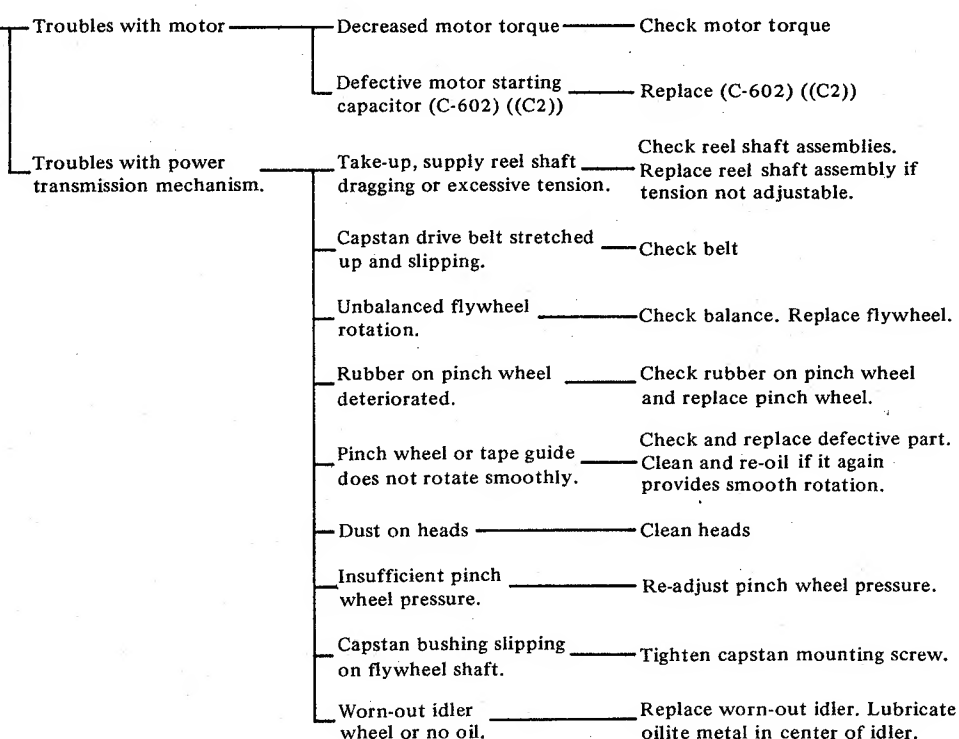 Troubles with motor
Decreased motor torque
Check motor torque
Defective motor starting
capacitor (C-602) ((C2))
Replace (C-602) ((C2))
Troubles with power
transmission mechanism.
Take-up, supply reel shaft
dragging or excessive tension.
Check reel shaft assemblies.
Replace reel shaft assembly if
tension not adjustable.
Capstan drive belt stretched
up and slipping.
Check belt
Unbalanced flywheel
rotation.
Check balance. Replace flywheel.
Rubber on pinch wheel
deteriorated.
Check rubber on pinch wheel
and replace pinch wheel.
Pinch wheel or tape guide
does not rotate smoothly.
Check and replace defective part.
Clean and re-oil if it again
provides smooth rotation.
Dust on heads
Clean heads
Insufficient pinch
wheel pressure.
Re-adjust pinch wheel pressure.
Capstan bushing slipping
on flywheel shaft.
Tighten capstan mounting screw.
Worn-out idler
wheel or no oil.
Replace worn-out idler. Lubricate
oilite metal in center of idler.